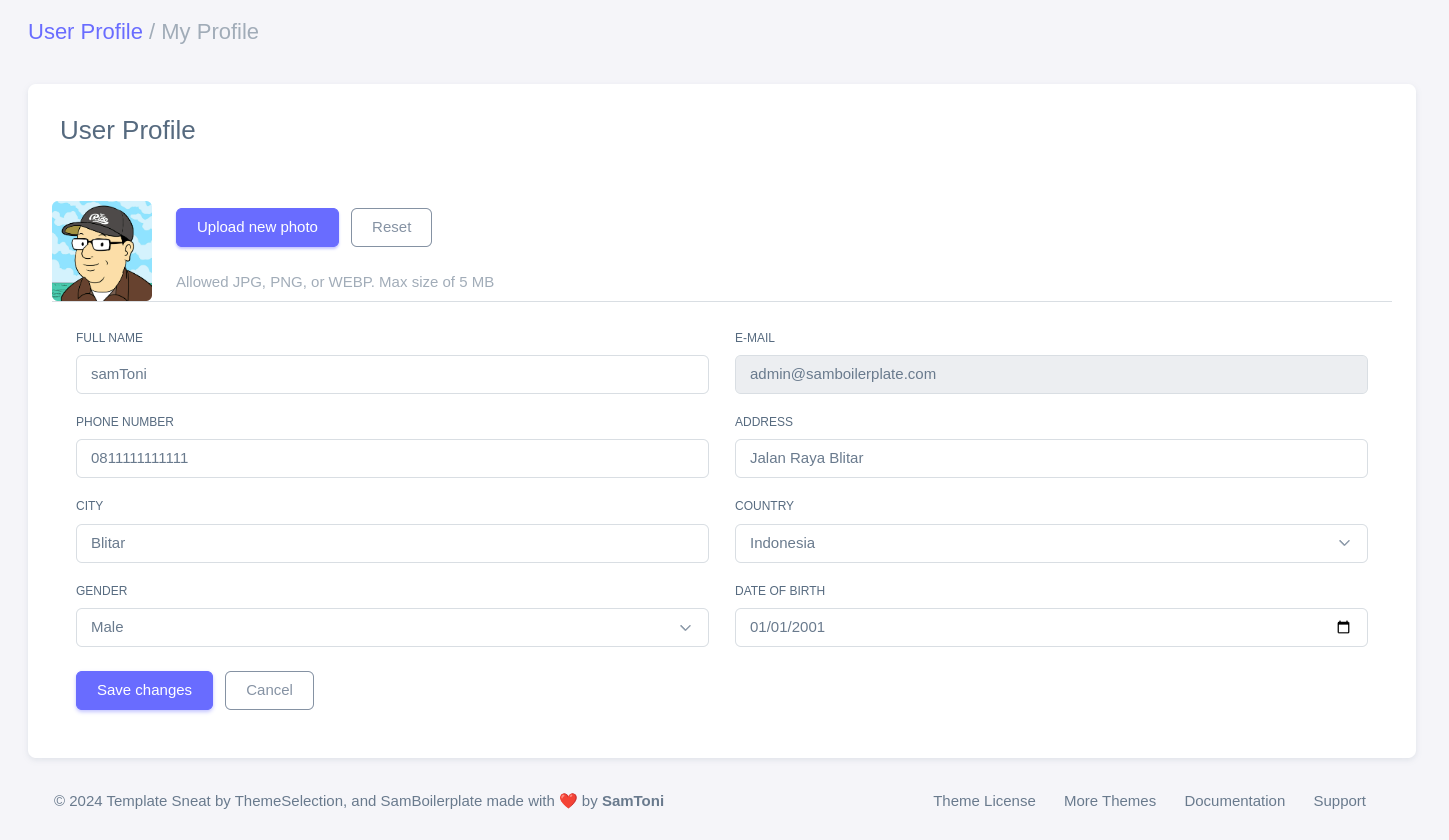 User Profile / My Profile
User Profile
Upload new photo
Reset
Allowed JPG, PNG, or WEBP. Max size of 5 MB
FULL NAME
samToni
E-MAIL
admin@samboilerplate.com
PHONE NUMBER
0811111111111
ADDRESS
Jalan Raya Blitar
CITY
Blitar
COUNTRY
Indonesia
GENDER
Male
DATE OF BIRTH
01/01/2001
Save changes
Cancel
© 2024 Template Sneat by ThemeSelection, and SamBoilerplate made with ❤️ by SamToni
Theme License
More Themes
Documentation
Support